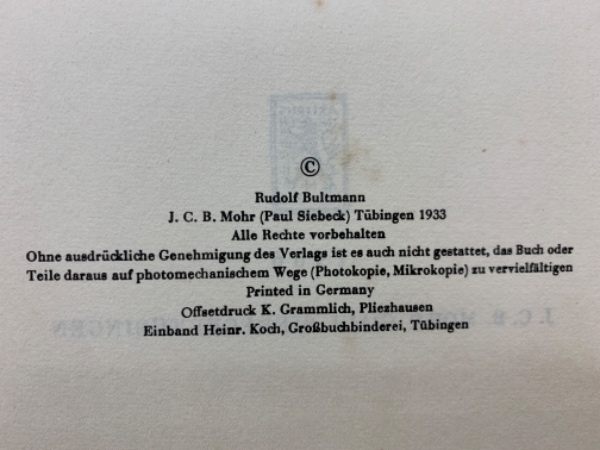 ©
Rudolf Bultmann
J. C. B. Mohr (Paul Siebeck) Tübingen 1933
Alle Rechte vorbehalten
Ohne ausdrückliche Genehmigung des Verlags ist es auch nicht gestattet, das Buch oder
Teile daraus auf photomechanischem Wege (Photokopie, Mikrokopie) zu vervielfältigen
Printed in Germany
Offsetdruck K. Grammlich, Pliezhausen
Einband Heinr. Koch, Großbuchbinderei, Tübingen